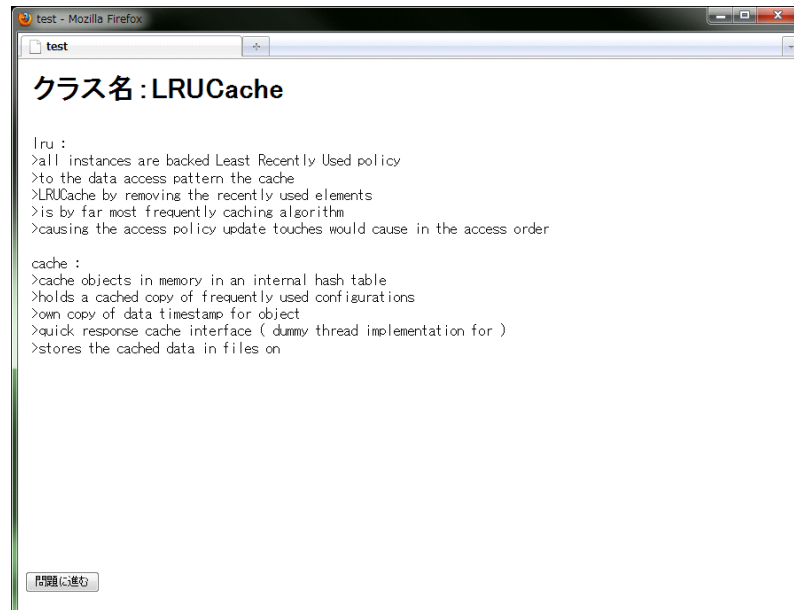 test - Mozilla Firefox
test
クラス名:LRUCache
lru :
>all instances are backed Least Recently Used policy
>to the data access pattern the cache
>LRUCache by removing the recently used elements
>is by far most frequently caching algorithm
>causing the access policy update touches would cause in the access order
cache :
>cache objects in memory in an internal hash table
>holds a cached copy of frequently used configurations
>own copy of data timestamp for object
>quick response cache interface ( dummy thread implementation for )
>stores the cached data in files on
問題に進む